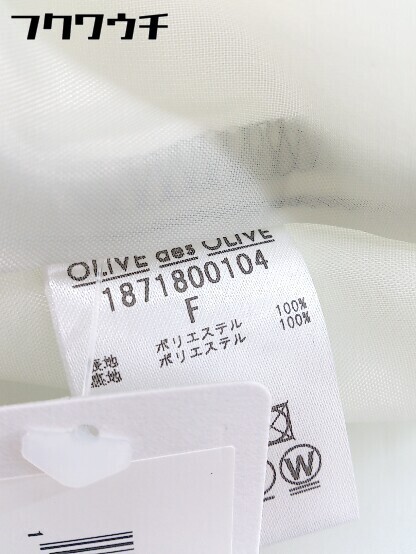 フクワウチ
OLIVE des OLIVE
1871800104
F
表地 ポリエステル 100%
裏地 ポリエステル 100%
W
1